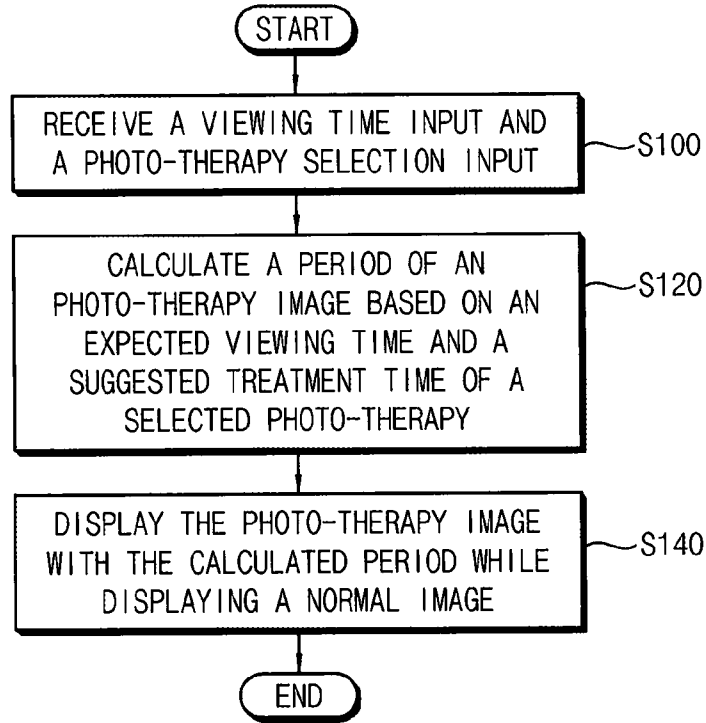 START
RECEIVE A VIEWING TIME INPUT AND
A PHOTO-THERAPY SELECTION INPUT
S100
CALCULATE A PERIOD OF AN
PHOTO-THERAPY IMAGE BASED ON AN
EXPECTED VIEWING TIME AND A
SUGGESTED TREATMENT TIME OF A
SELECTED PHOTO-THERAPY
S120
DISPLAY THE PHOTO-THERAPY IMAGE
WITH THE CALCULATED PERIOD WHILE
DISPLAYING A NORMAL IMAGE
S140
END